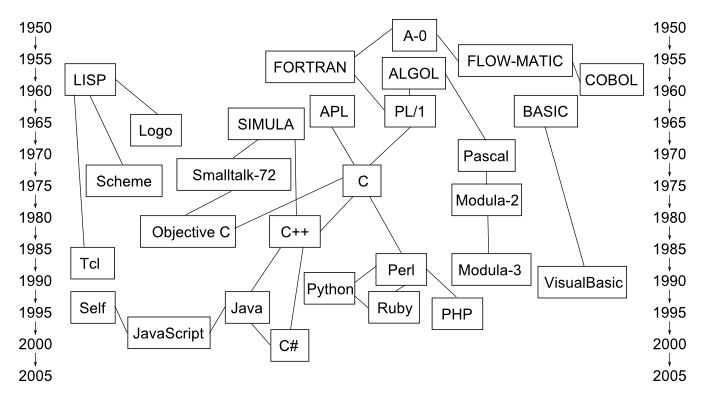 1950
A-0
1950
1955
FORTRAN
FLOW-MATIC
1955
LISP
ALGOL
COBOL
1960
1960
SIMULA
APL
PL/1
BASIC
1965
Logo
1965
1970
Pascal
1970
1975
Scheme
Smalltalk-72
C
1975
Modula-2
1980
Objective C
C++
1980
1985
1985
Tcl
Perl
Modula-3
1990
Python
VisualBasic
1990
1995
Self
Java
Ruby
PHP
1995
JavaScript
2000
C#
2000
2005
2005